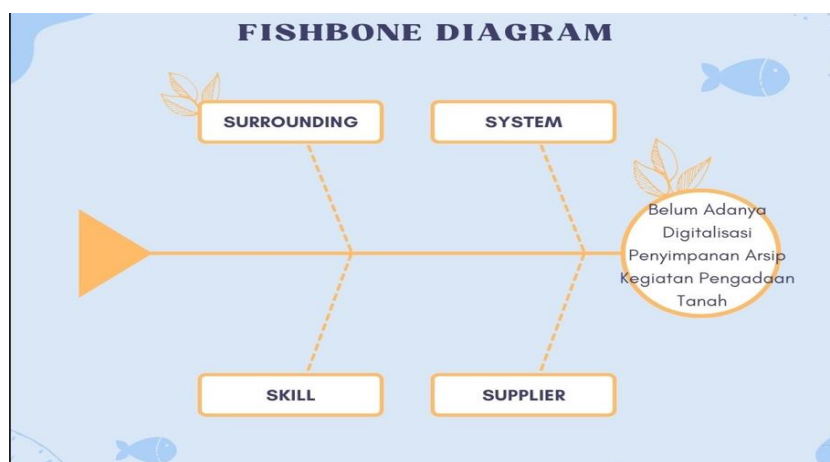 FISHBONE DIAGRAM
SURROUNDING
SYSTEM
Belum Adanya
Digitalisasi
Penyimpanan Arsip
Kegiatan Pengadaan
Tanah
SKILL
SUPPLIER